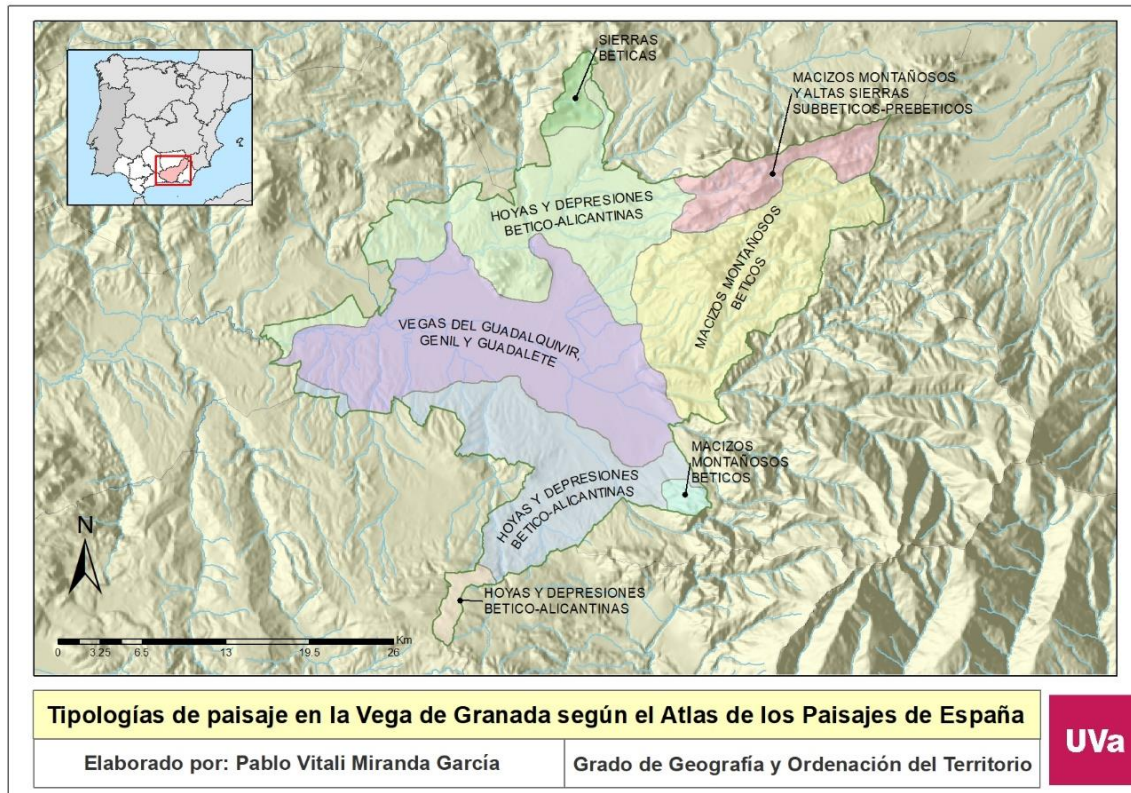 SIERRAS
BETICAS
MACIZOS MONTAÑOSOS
Y ALTAS SIERRAS
SUBBETICOS-PREBETICOS
HOYAS Y DEPRESIONES
BETICO-ALICANTINAS
MACIZOS MONTAÑOSOS
BETICOS
VEGAS DEL GUADALQUIVIR,
GENIL Y GUADALETE
MACIZOS
MONTAÑOSOS
BETICOS
HOYAS Y DEPRESIONES
BETICO-ALICANTINAS
N
HOYAS Y DEPRESIONES
BETICO-ALICANTINAS
Km
0 3.25 6.5 13 19.5 26
Tipologías de paisaje en la Vega de Granada según el Atlas de los Paisajes de España
Elaborado por: Pablo Vitali Miranda García
Grado de Geografía y Ordenación del Territorio
UVa